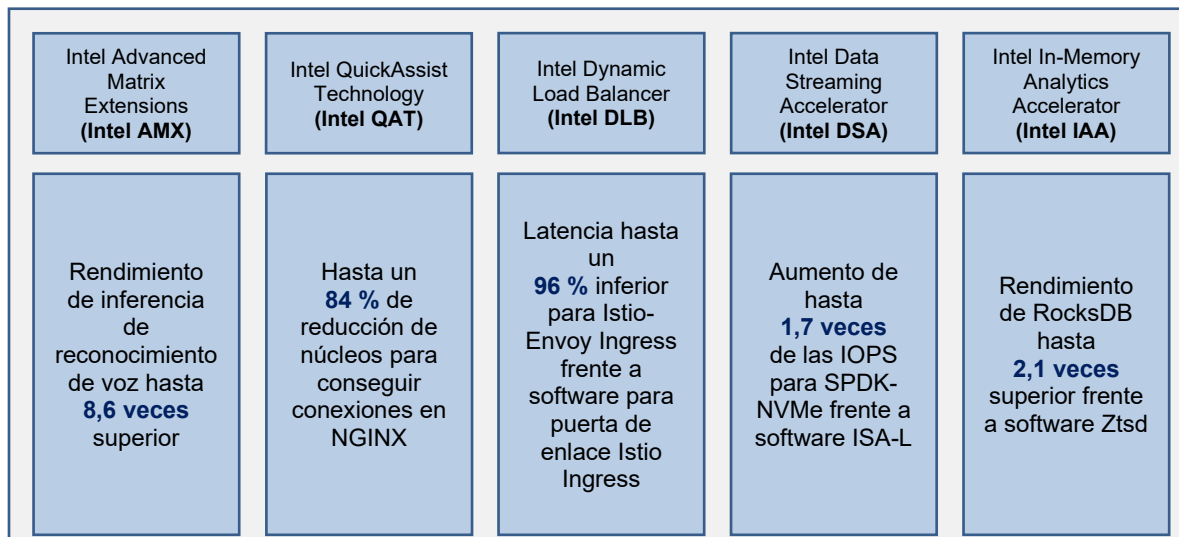 Intel Advanced
Matrix
Extensions
(Intel AMX)
Intel QuickAssist
Technology
(Intel QAT)
Intel Dynamic
Load Balancer
(Intel DLB)
Intel Data
Streaming
Accelerator
(Intel DSA)
Intel In-Memory
Analytics
Accelerator
(Intel IAA)
Rendimiento
de inferencia
de
reconocimiento
de voz hasta
8,6 veces
superior
Hasta un
84 % de
reducción de
núcleos para
conseguir
conexiones en
NGINX
Latencia hasta
un
96 % inferior
para Istio-
Envoy Ingress
frente a
software para
puerta de
enlace Istio
Ingress
Aumento de
hasta
1,7 veces
de las IOPS
para SPDK-
NVMe frente a
software ISA-L
Rendimiento
de RocksDB
hasta
2,1 veces
superior frente
a software Ztsd